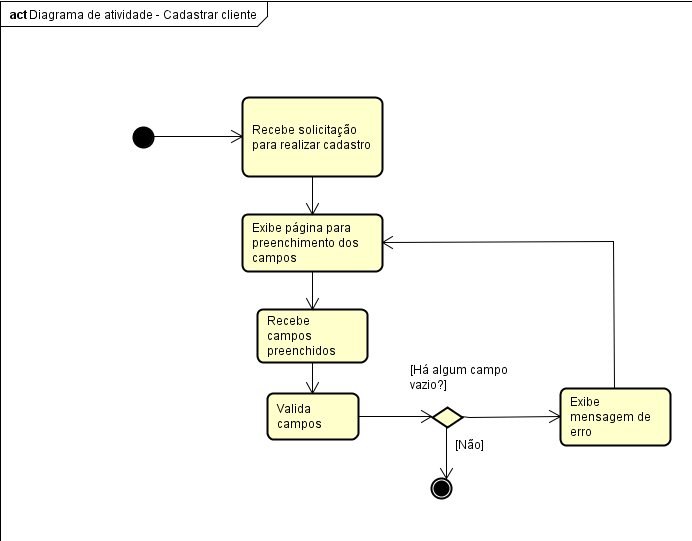 act Diagrama de atividade - Cadastrar cliente
Recebe solicitação
para realizar cadastro
Exibe página para
preenchimento dos
campos
Recebe
campos
preenchidos
[Há algum campo
vazio?]
Valida
campos
Exibe
mensagem de
erro
[Não]